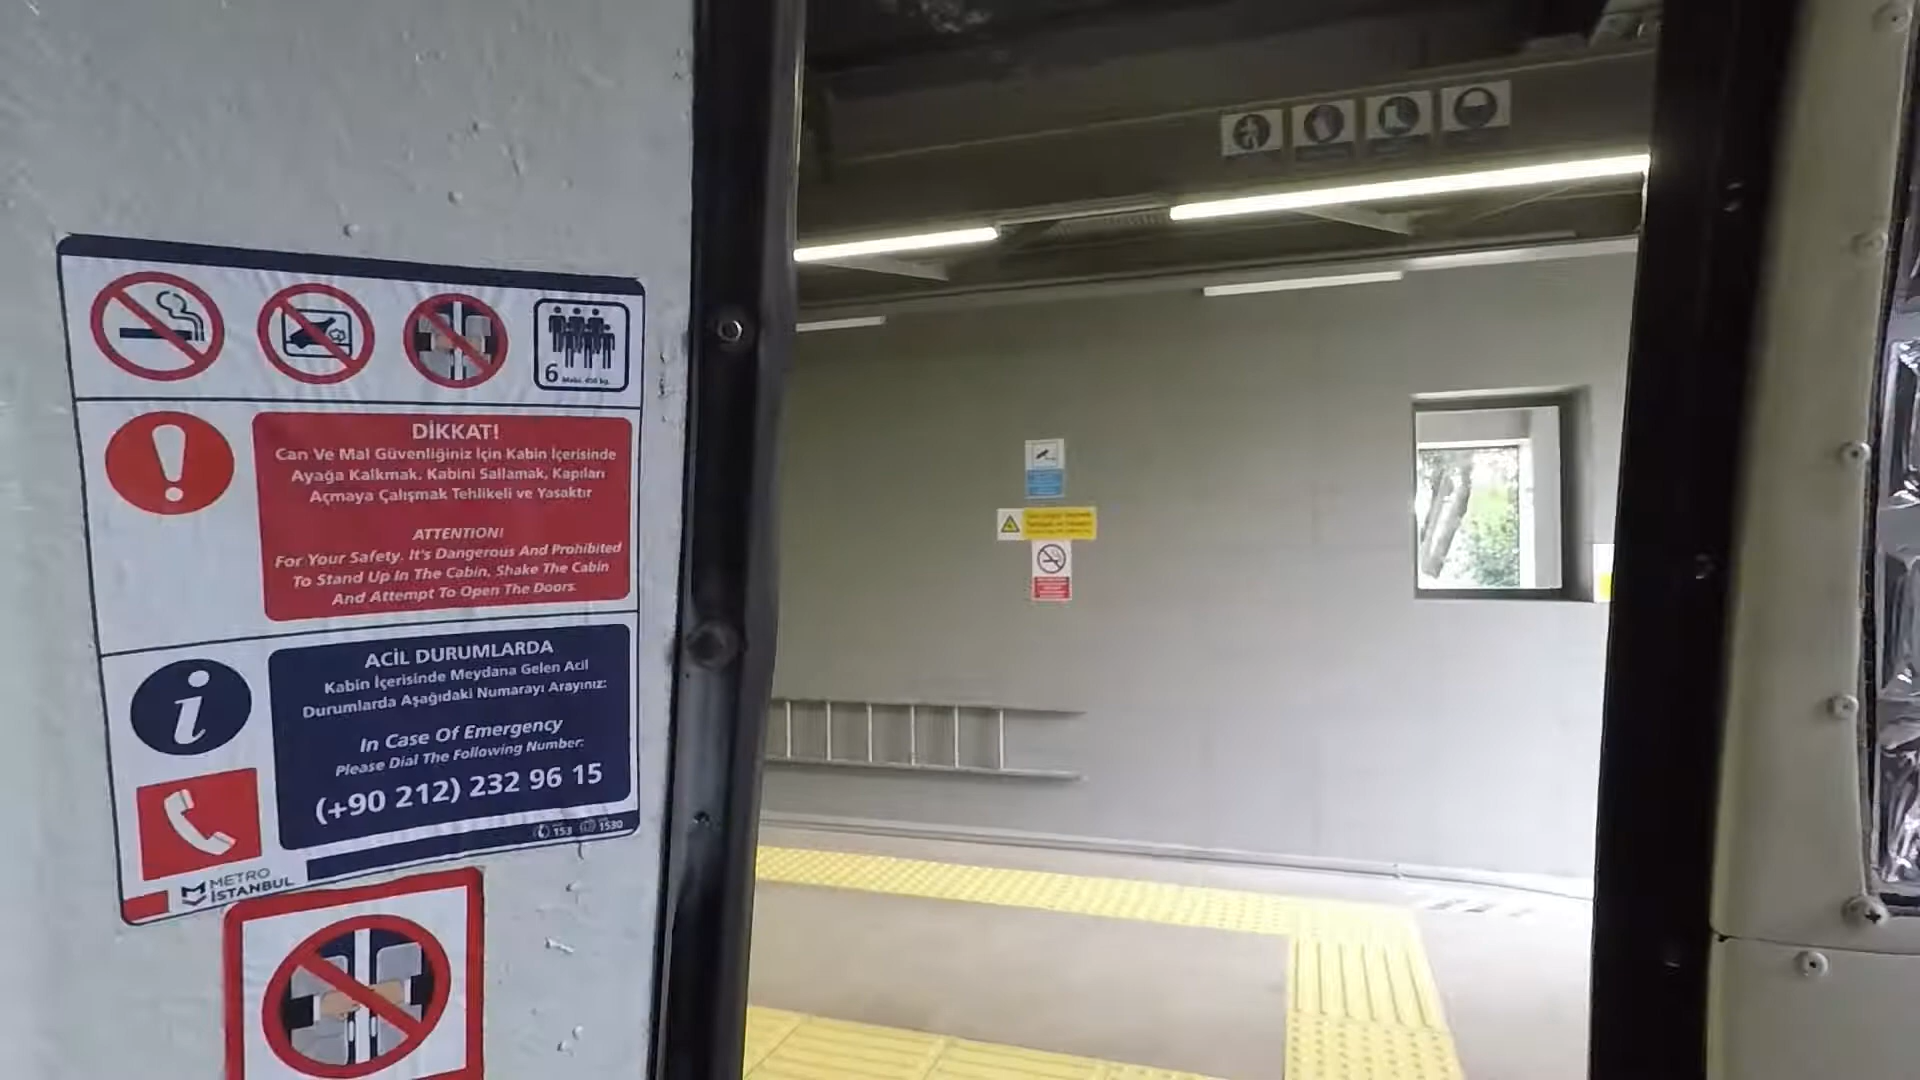 6 Maks. 450 kg.
DİKKAT!
Can Ve Mal Güvenliğiniz İçin Kabin İçerisinde
Ayağa Kalkmak, Kabini Sallamak, Kapıları
Açmaya Çalışmak Tehlikeli ve Yasaktır
ATTENTION!
For Your Safety. It's Dangerous And Prohibited
To Stand Up In The Cabin, Shake The Cabin
And Attempt To Open The Doors.
ACİL DURUMLARDA
Kabin İçerisinde Meydana Gelen Acil
Durumlarda Aşağıdaki Numarayı Arayınız:
In Case Of Emergency
Please Dial The Following Number:
(+90 212) 232 96 15
153 1530
METRO
İSTANBUL